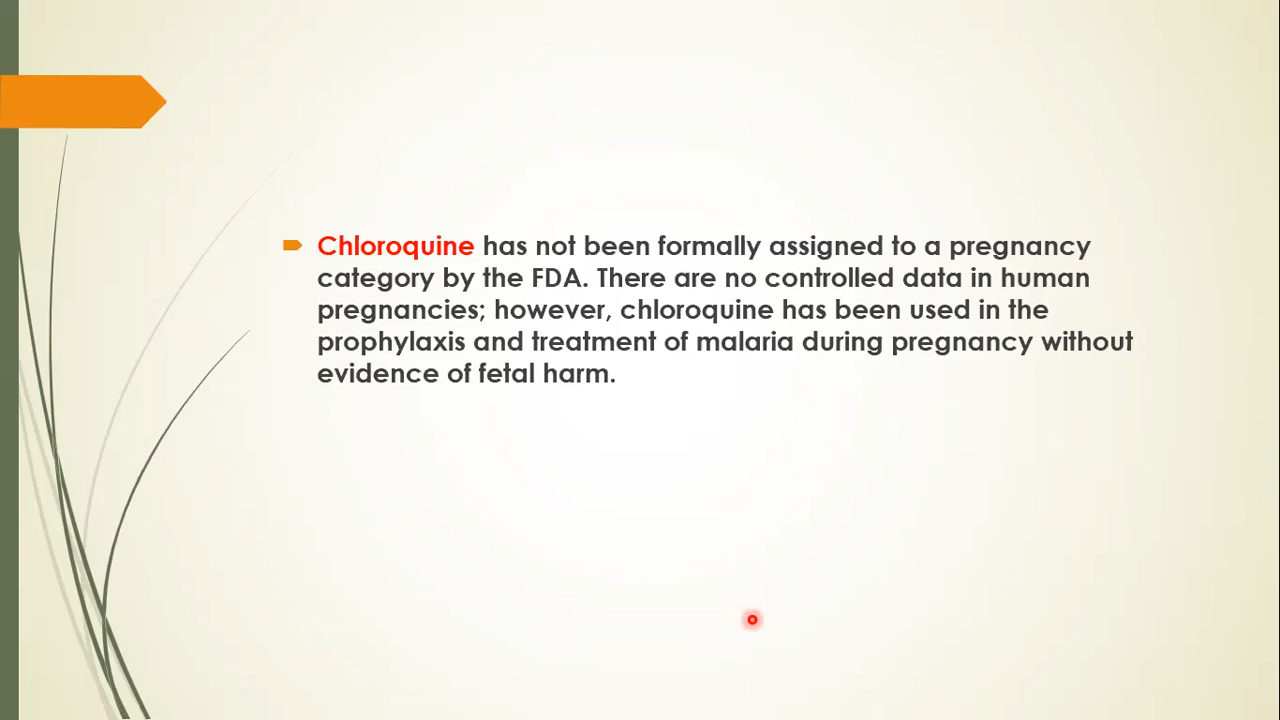 Chloroquine has not been formally assigned to a pregnancy
category by the FDA. There are no controlled data in human
pregnancies; however, chloroquine has been used in the
prophylaxis and treatment of malaria during pregnancy without
evidence of fetal harm.